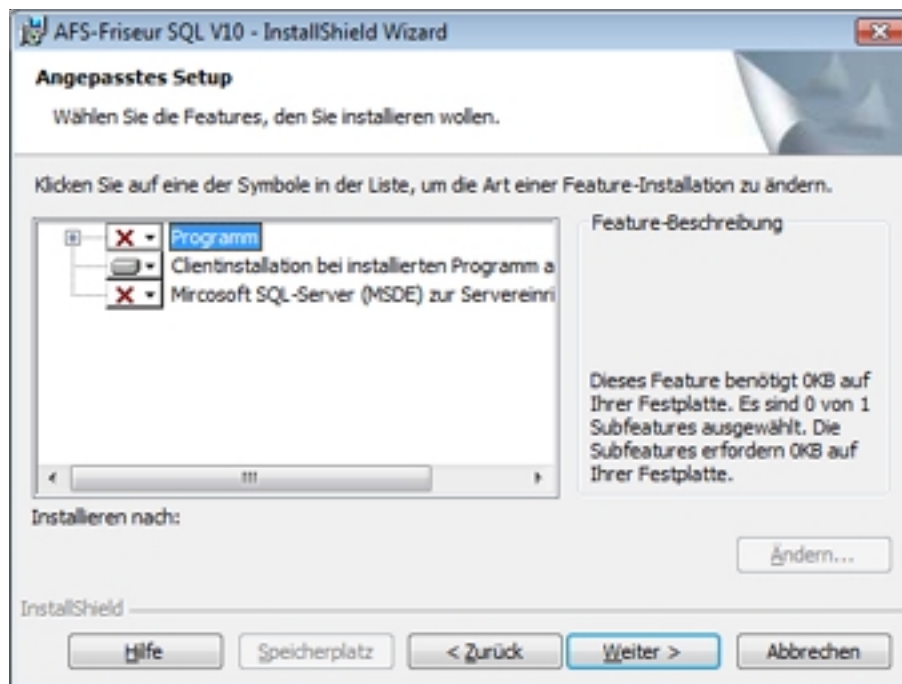 AFS-Friseur SQL V10 - InstallShield Wizard
Angepasstes Setup
Wählen Sie die Features, den Sie installieren wollen.
Klicken Sie auf eine der Symbole in der Liste, um die Art einer Feature-Installation zu ändern.
Programm
Clientinstallation bei installierten Programm a
Mircosoft SQL-Server (MSDE) zur Servereinri
Feature-Beschreibung
Dieses Feature benötigt 0KB auf
Ihrer Festplatte. Es sind 0 von 1
Subfeatures ausgewählt. Die
Subfeatures erfordern 0KB auf
Ihrer Festplatte.
Installieren nach:
Ändern...
InstallShield
Hilfe
Speicherplatz
< Zurück
Weiter >
Abbrechen